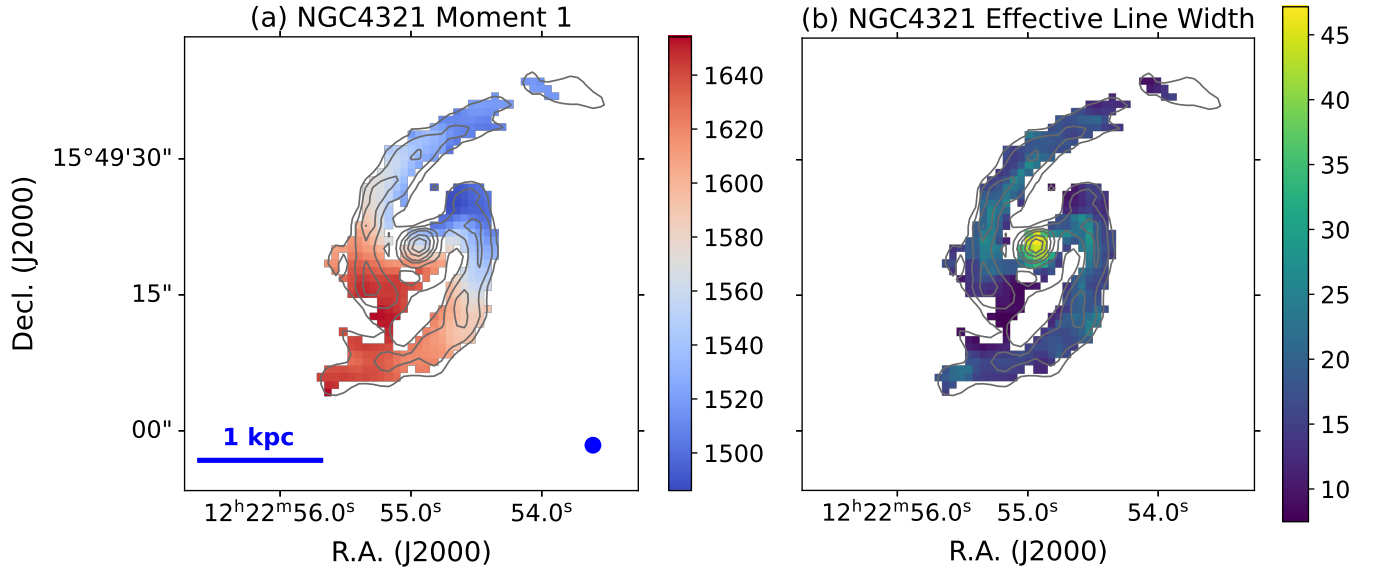 (a) NGC4321 Moment 1
(b) NGC4321 Effective Line Width
Decl. (J2000)
15°49'30"
15"
00"
1 kpc
12h22m56.0s
55.0s
54.0s
R.A. (J2000)
1640
1620
1600
1580
1560
1540
1520
1500
12h22m56.0s
55.0s
54.0s
R.A. (J2000)
45
40
35
30
25
20
15
10